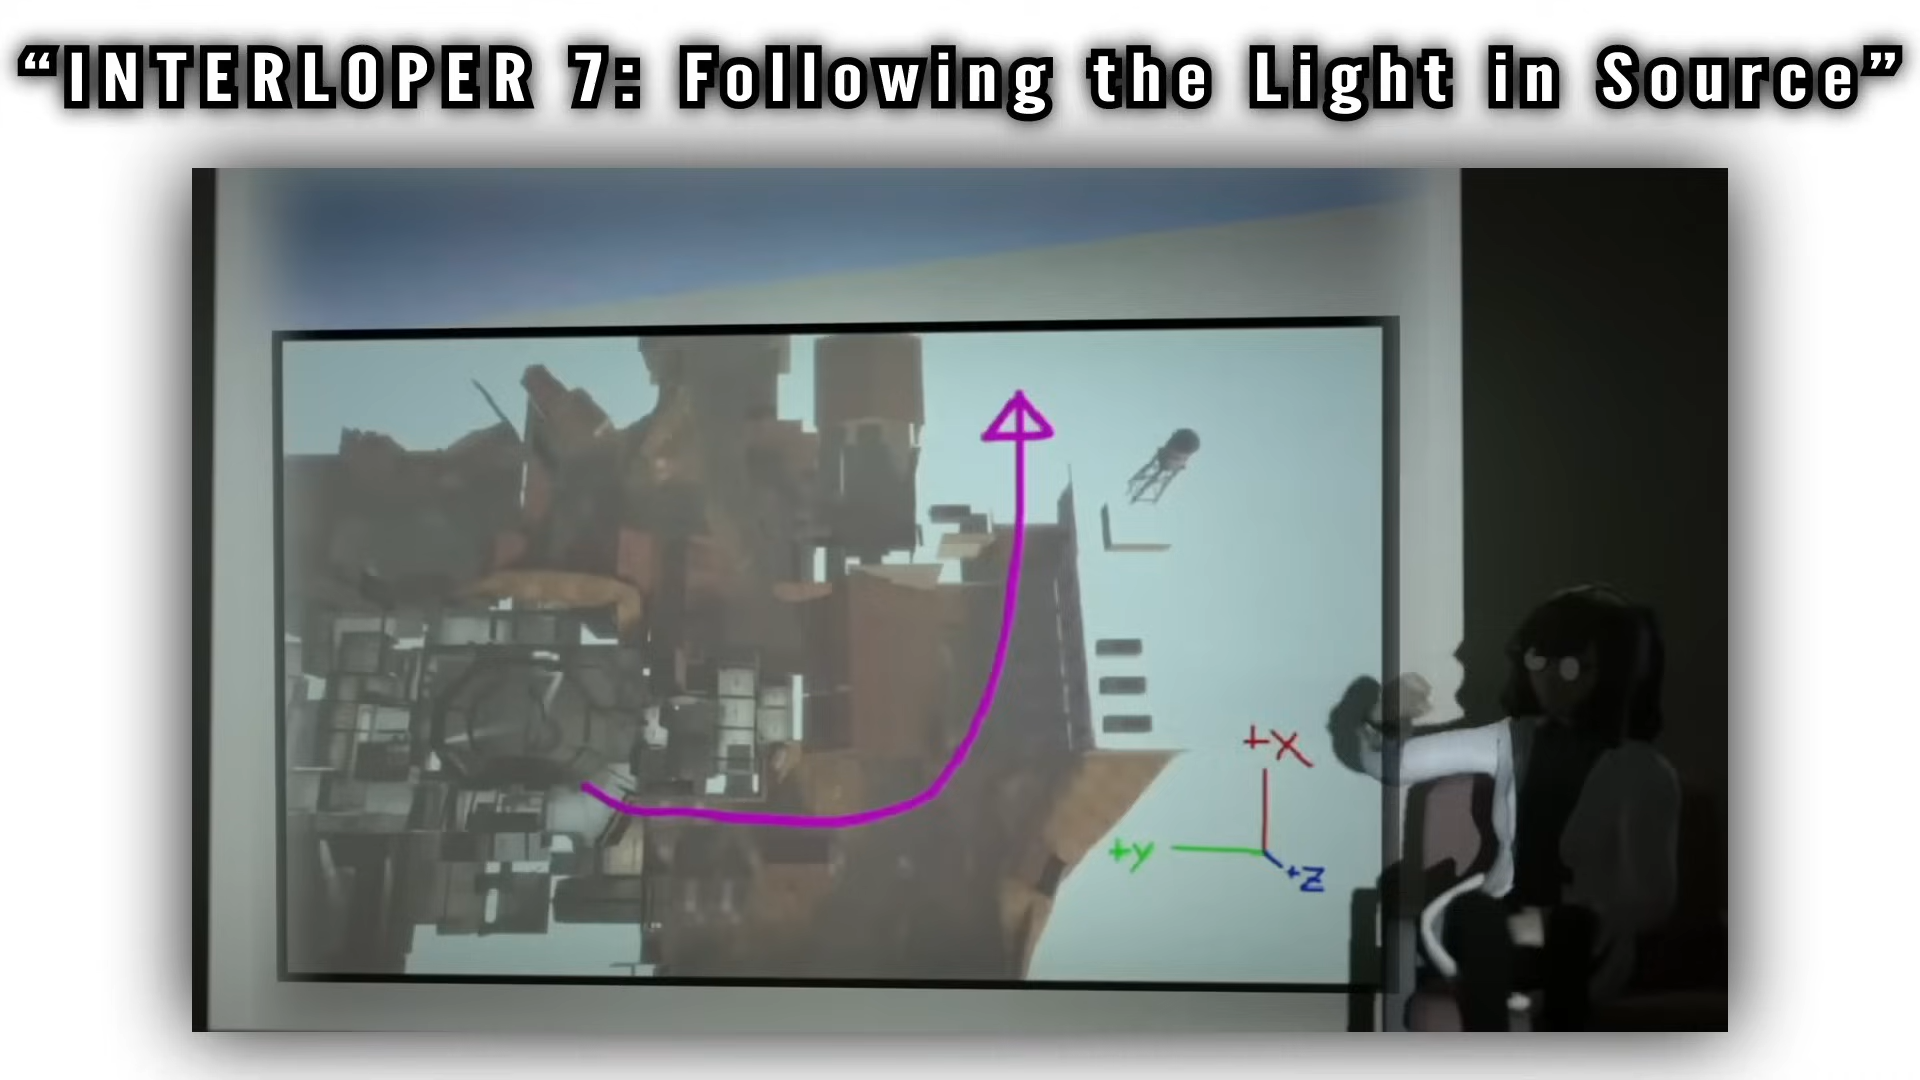 “INTERLOPER 7: Following the Light in Source”
+X
+y
+z